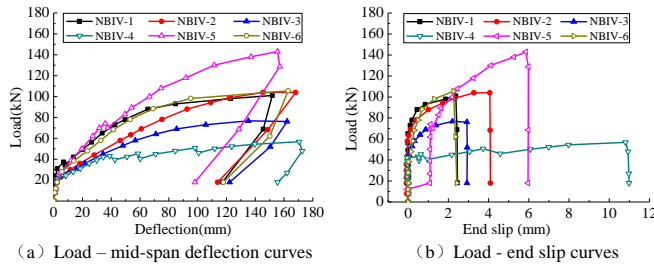 NBIV-1 NBIV-2 NBIV-3
NBIV-4 NBIV-5 NBIV-6
180
160
140
120
100
80
60
40
20
0
Load(kN)
0 20 40 60 80 100 120 140 160 180
Deflection(mm)
(a) Load – mid-span deflection curves
NBIV-1 NBIV-2 NBIV-3
NBIV-4 NBIV-5 NBIV-6
180
160
140
120
100
80
60
40
20
0
Load(kN)
0 2 4 6 8 10 12
End slip (mm)
(b) Load - end slip curves